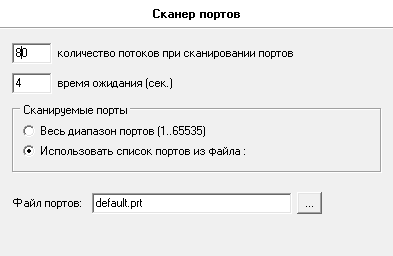 Сканер портов
80 количество потоков при сканировании портов
4 время ожидания (сек.)
Сканируемые порты
Весь диапазон портов (1..65535)
Использовать список портов из файла :
Файл портов: default.prt ...